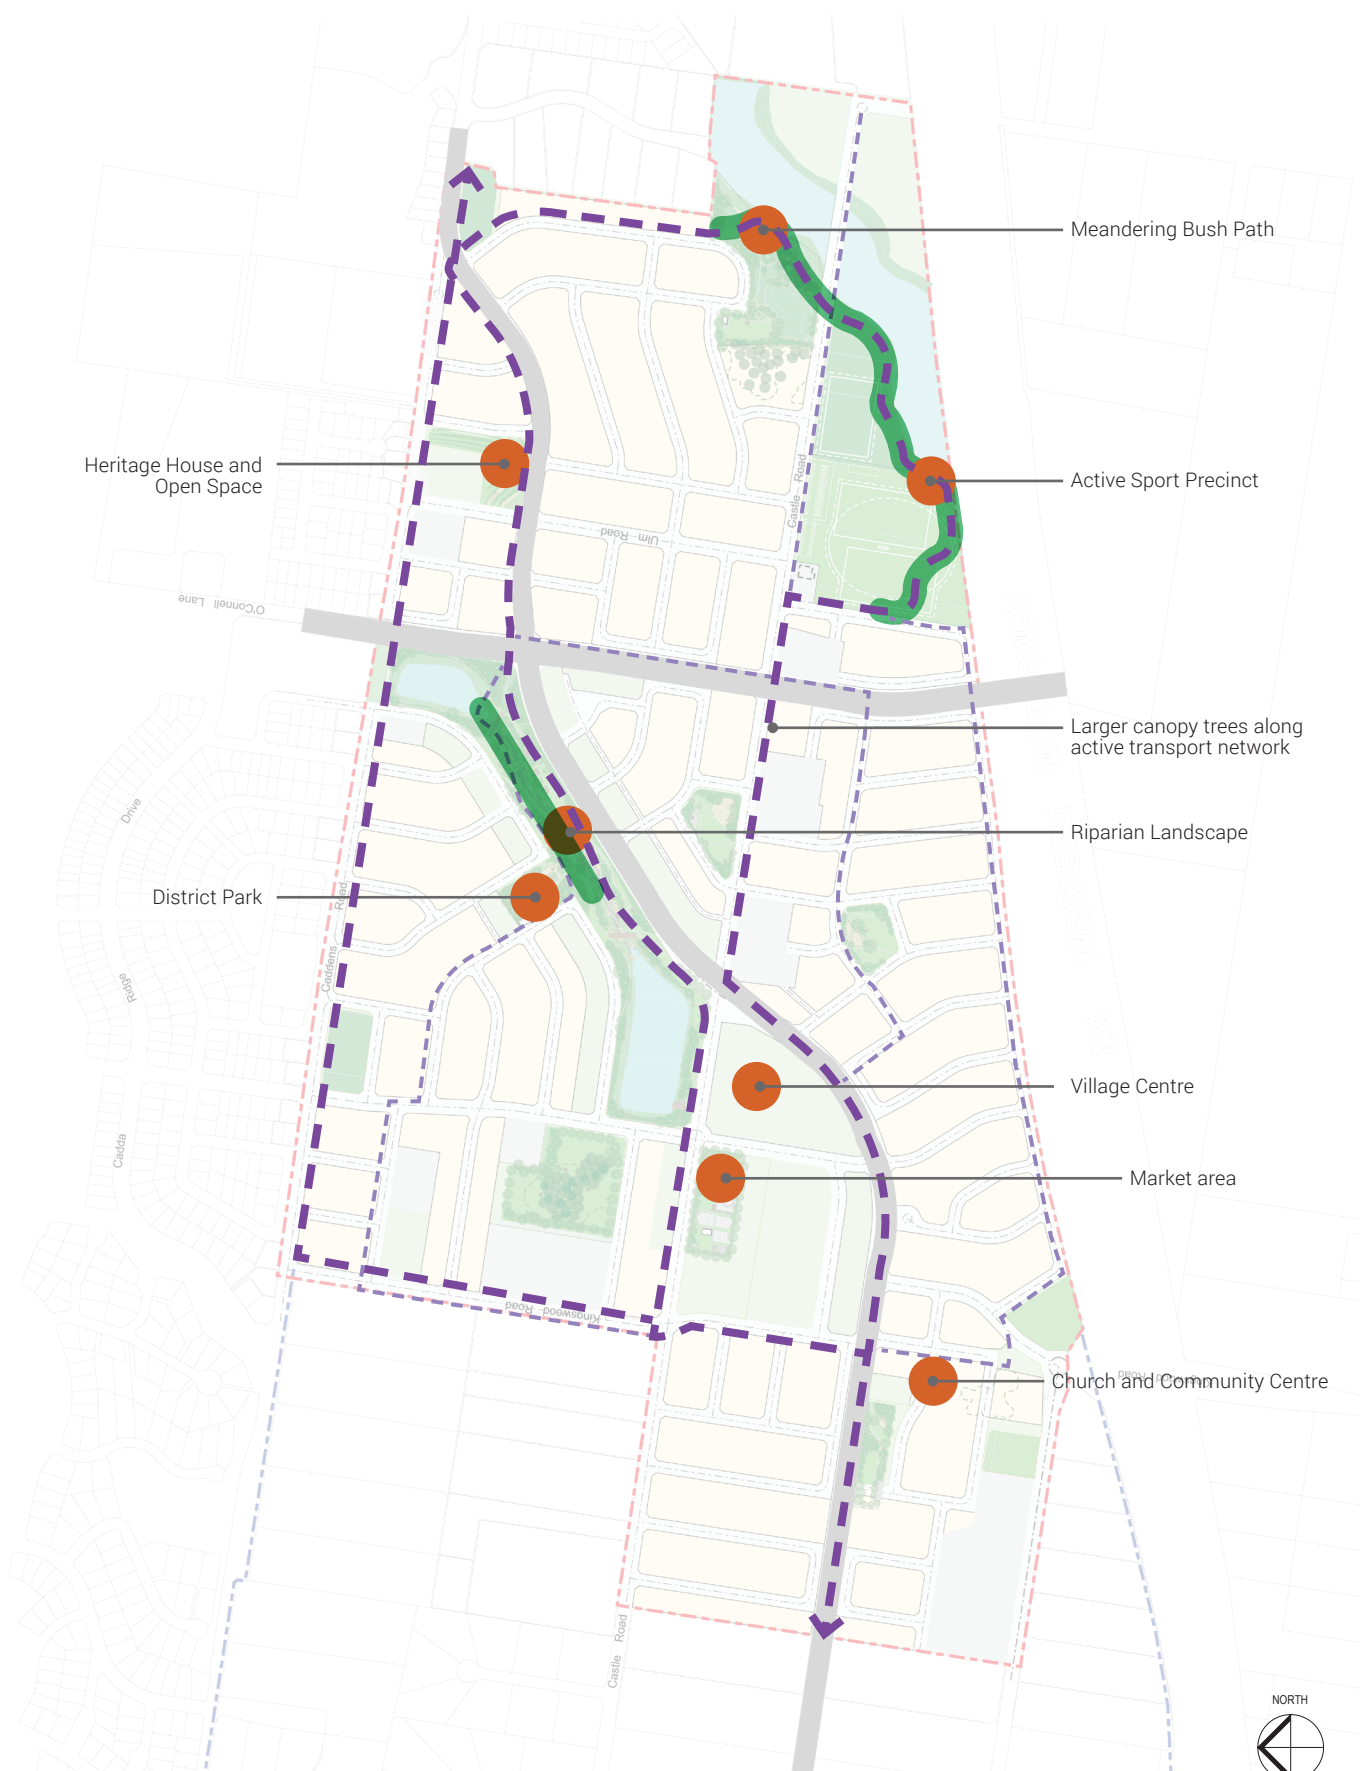 Meandering Bush Path
Heritage House and
Open Space
Active Sport Precinct
Castle Road
Ulm Road
O'Connell Lane
Larger canopy trees along
active transport network
Drive
Riparian Landscape
District Park
Road
Caddens
Ridge
Village Centre
Cadda
Market area
Kingswood Road
Church and Community Centre
Castle Road
NORTH